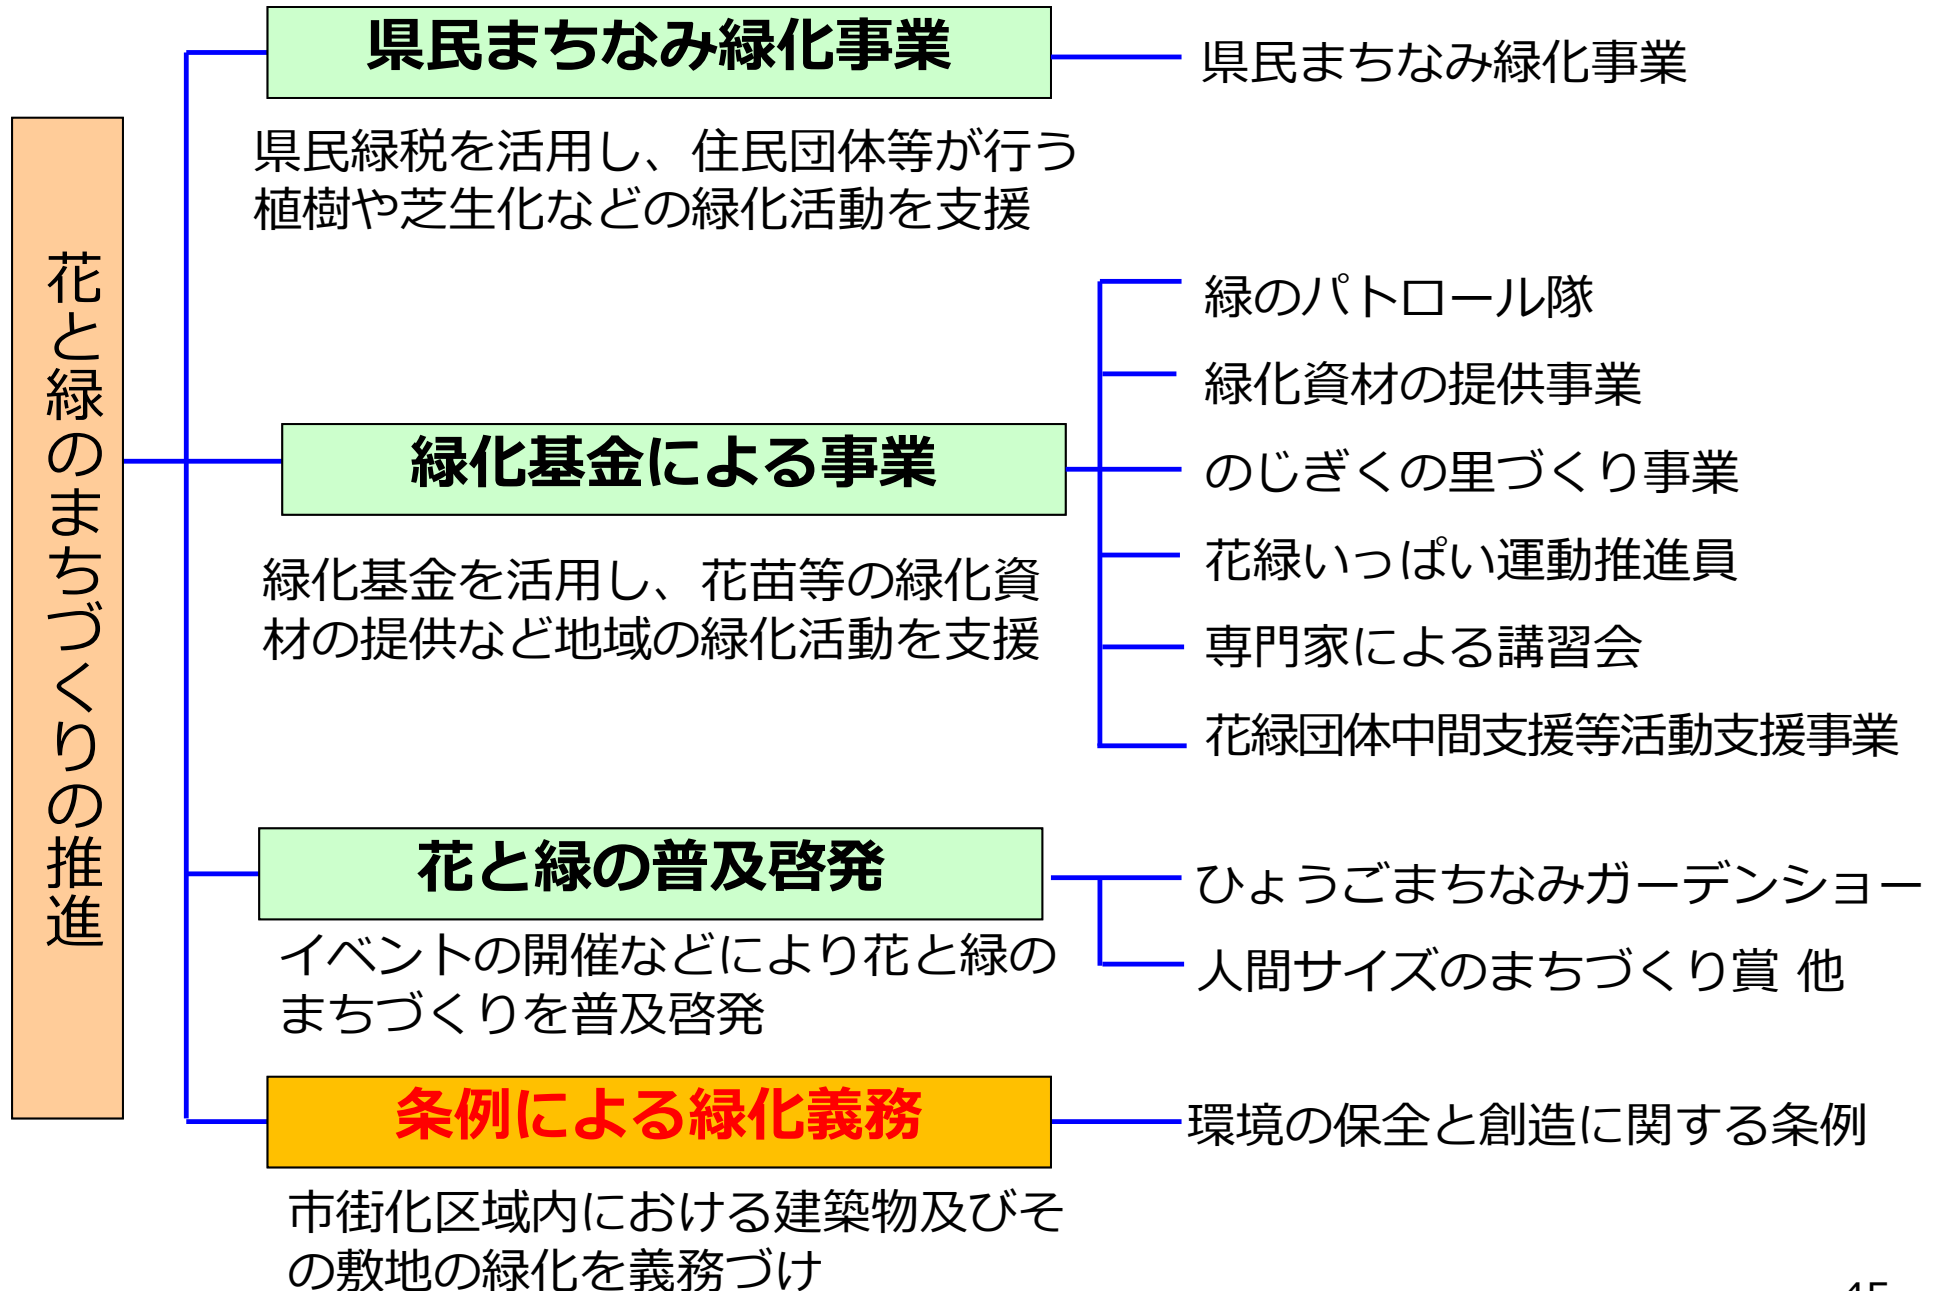 花と緑のまちづくりの推進
県民まちなみ緑化事業
県民まちなみ緑化事業
県民緑税を活用し、住民団体等が行う
植樹や芝生化などの緑化活動を支援
緑化基金による事業
緑化基金を活用し、花苗等の緑化資
材の提供など地域の緑化活動を支援
緑のパトロール隊
緑化資材の提供事業
のじぎくの里づくり事業
花緑いっぱい運動推進員
専門家による講習会
花緑団体中間支援等活動支援事業
花と緑の普及啓発
イベントの開催などにより花と緑の
まちづくりを普及啓発
ひょうごまちなみガーデンショー
人間サイズのまちづくり賞 他
条例による緑化義務
環境の保全と創造に関する条例
市街化区域内における建築物及びそ
の敷地の緑化を義務づけ